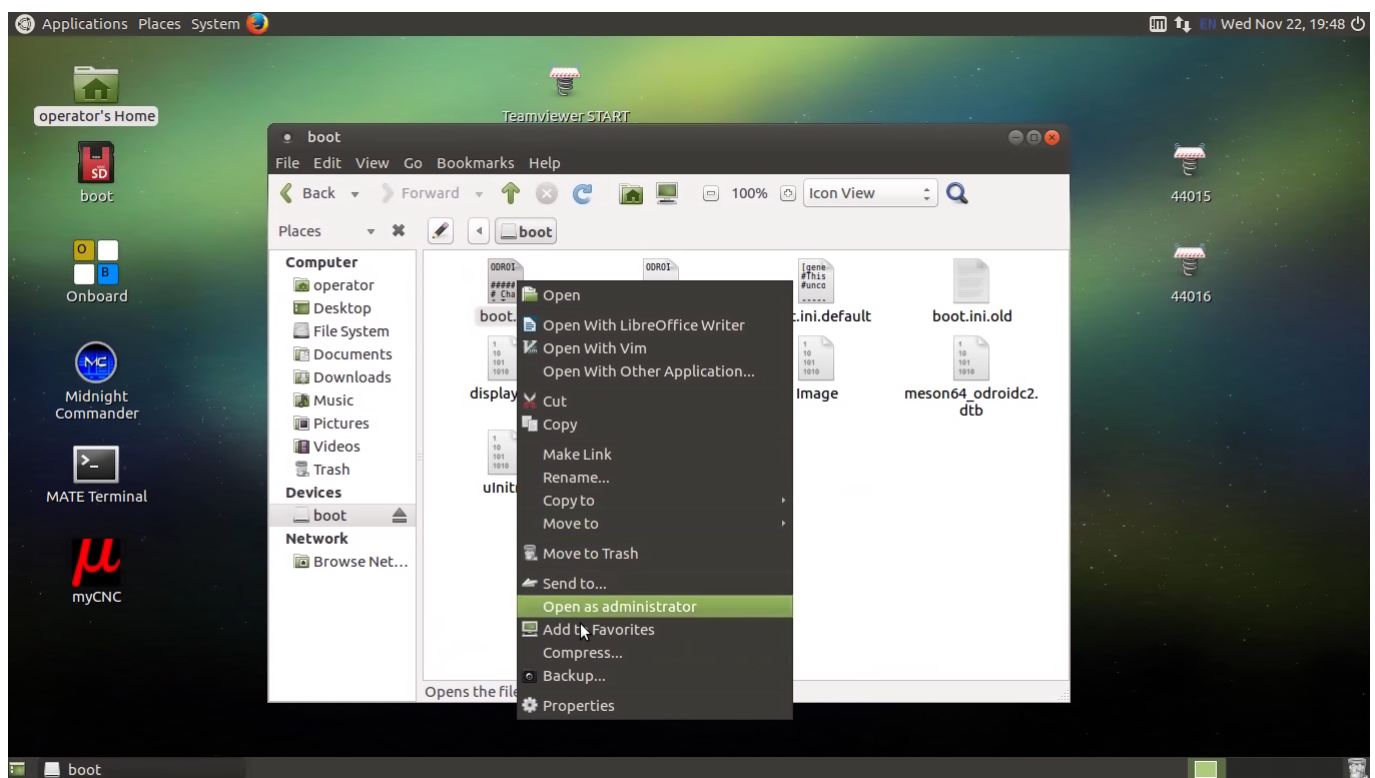 Applications Places System
EN Wed Nov 22, 19:48
operator's Home
boot
Onboard
Midnight
Commander
MATE Terminal
myCNC
Teamviewer START
44015
44016
boot
File Edit View Go Bookmarks Help
Back Forward 100% Icon View
Places boot
Computer
operator
Desktop
File System
Documents
Downloads
Music
Pictures
Videos
Trash
Devices
boot
Network
Browse Net...
ODROI
#####
# Cha
boot.
ODROI
[gene
#This
#unco
.ini.default
boot.ini.old
display
Image
meson64_odroidc2.
dtb
uInit
Opens the file
Open
Open With LibreOffice Writer
Open With Vim
Open With Other Application...
Cut
Copy
Make Link
Rename...
Copy to
Move to
Move to Trash
Send to...
Open as administrator
Add to Favorites
Compress...
Backup...
Properties
boot